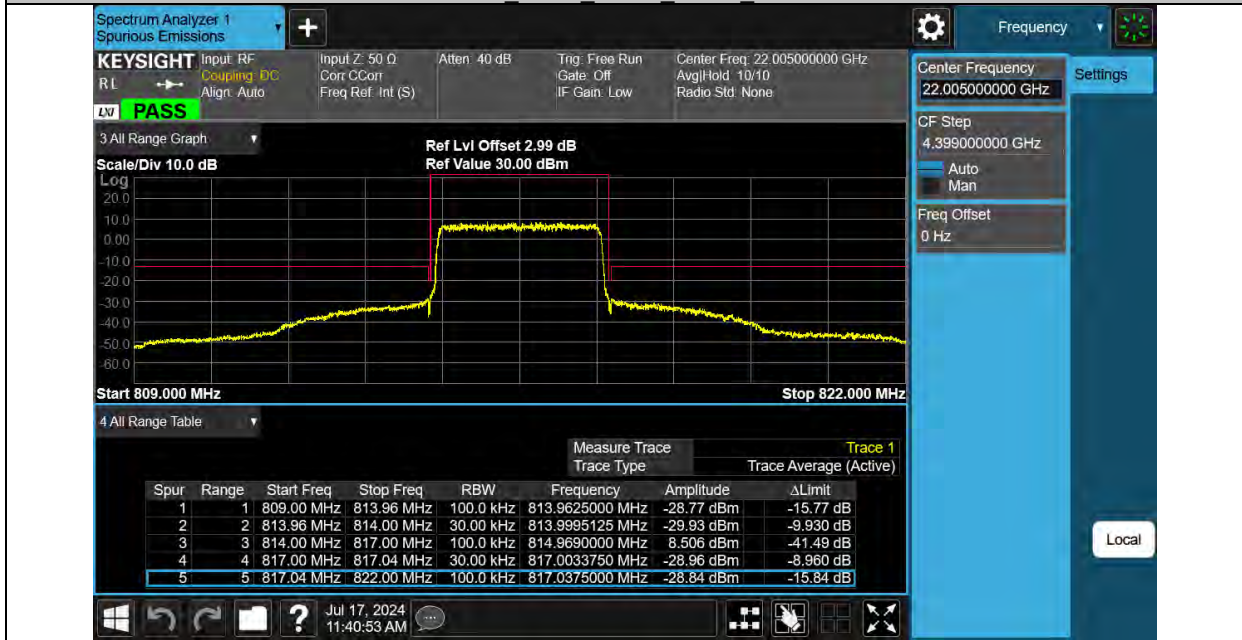 Spectrum Analyzer 1
Spurious Emissions
Frequency
KEYSIGHT
RL
LXI PASS
Input: RF
Coupling: DC
Align: Auto
Input Z: 50 Ω
Corr CCorr
Freq Ref: Int (S)
Atten: 40 dB
Trig: Free Run
Gate: Off
IF Gain: Low
Center Freq: 22.005000000 GHz
Avg|Hold: 10/10
Radio Std: None
3 All Range Graph
Scale/Div 10.0 dB
Ref Lvl Offset 2.99 dB
Ref Value 30.00 dBm
Log
20.0
10.0
0.00
-10.0
-20.0
-30.0
-40.0
-50.0
-60.0
Start 809.000 MHz
Stop 822.000 MHz
4 All Range Table
Measure Trace Trace 1
Trace Type Trace Average (Active)
Spur Range Start Freq Stop Freq RBW Frequency Amplitude ΔLimit
1 1 809.00 MHz 813.96 MHz 100.0 kHz 813.9625000 MHz -28.77 dBm -15.77 dB
2 2 813.96 MHz 814.00 MHz 30.00 kHz 813.9995125 MHz -29.93 dBm -9.930 dB
3 3 814.00 MHz 817.00 MHz 100.0 kHz 814.9690000 MHz 8.506 dBm -41.49 dB
4 4 817.00 MHz 817.04 MHz 30.00 kHz 817.0033750 MHz -28.96 dBm -8.960 dB
5 5 817.04 MHz 822.00 MHz 100.0 kHz 817.0375000 MHz -28.84 dBm -15.84 dB
Jul 17, 2024
11:40:53 AM
Center Frequency
22.005000000 GHz
Settings
CF Step
4.399000000 GHz
Auto
Man
Freq Offset
0 Hz
Local